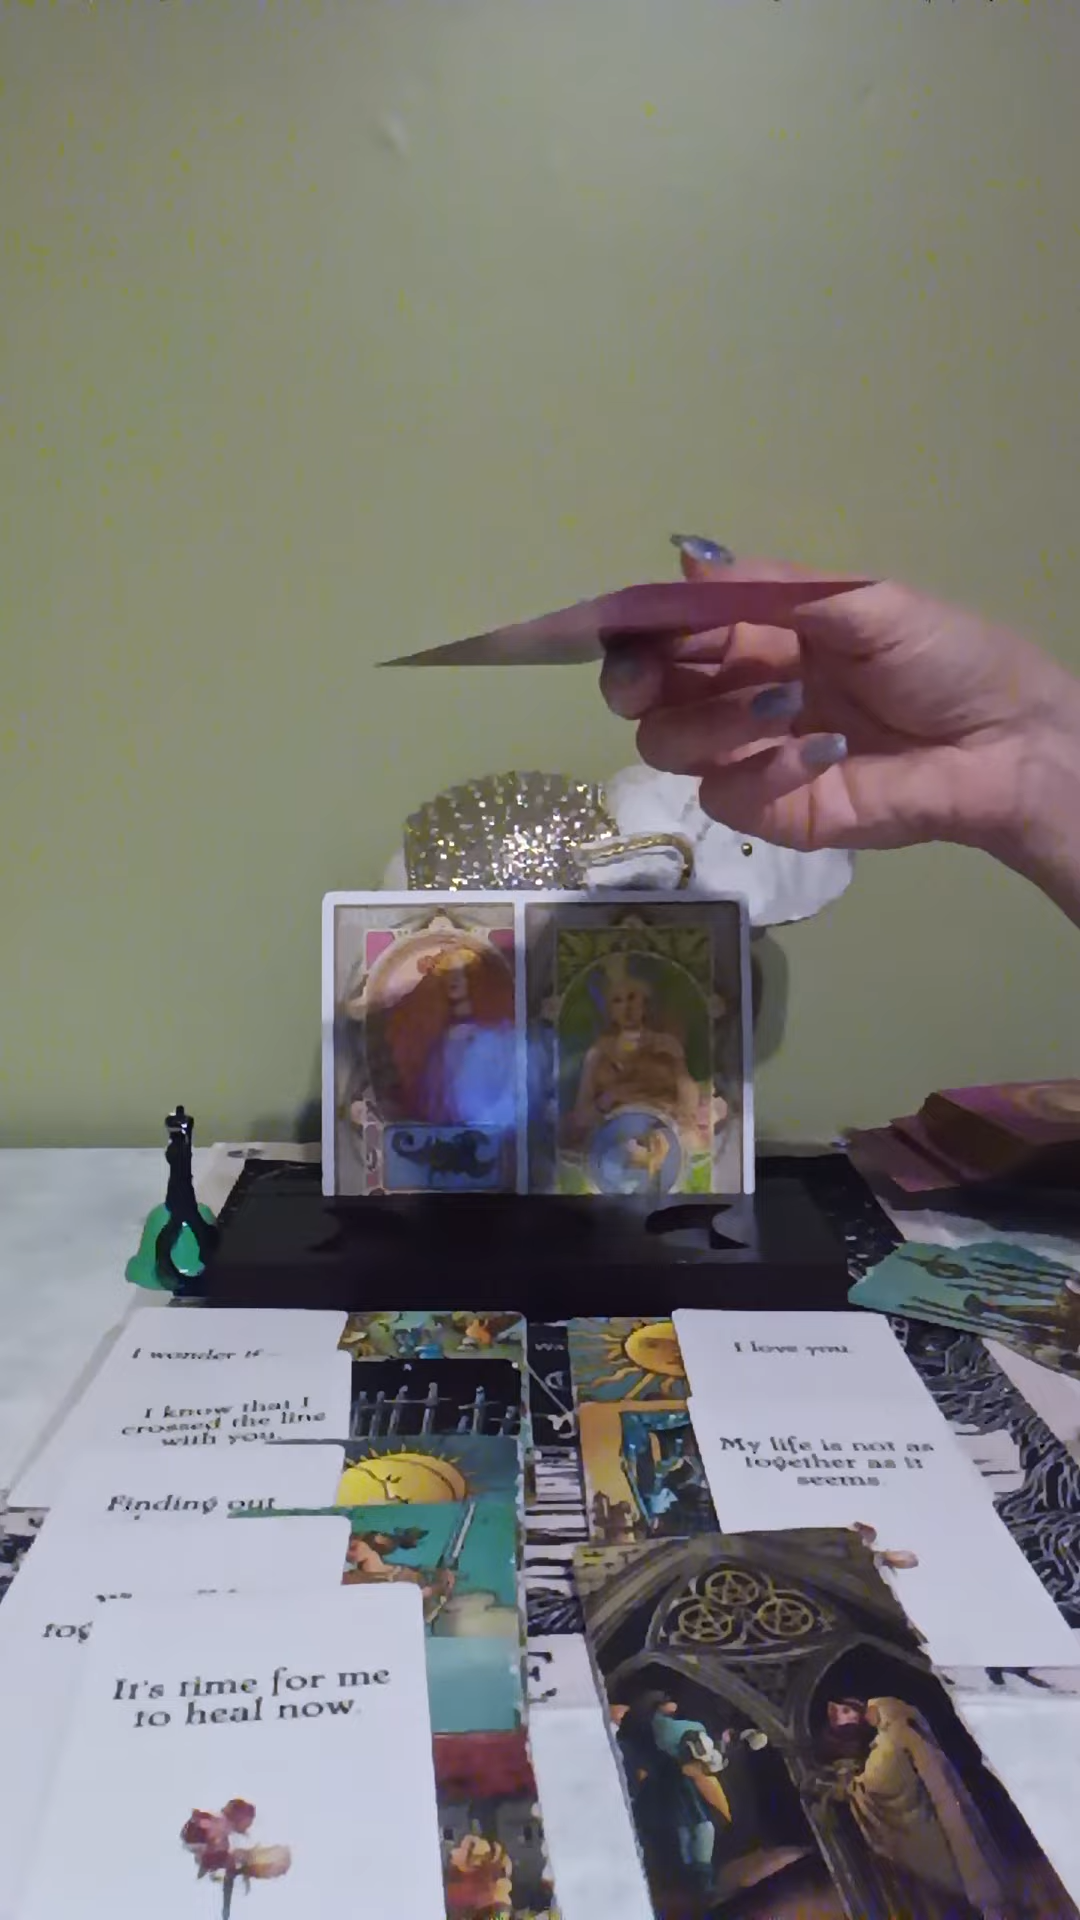 I wonder if
I know that I
crossed the line
with you.
Finding out
tog
It's time for me
to heal now.
I love you.
My life is not as
together as it
seems.
E
R